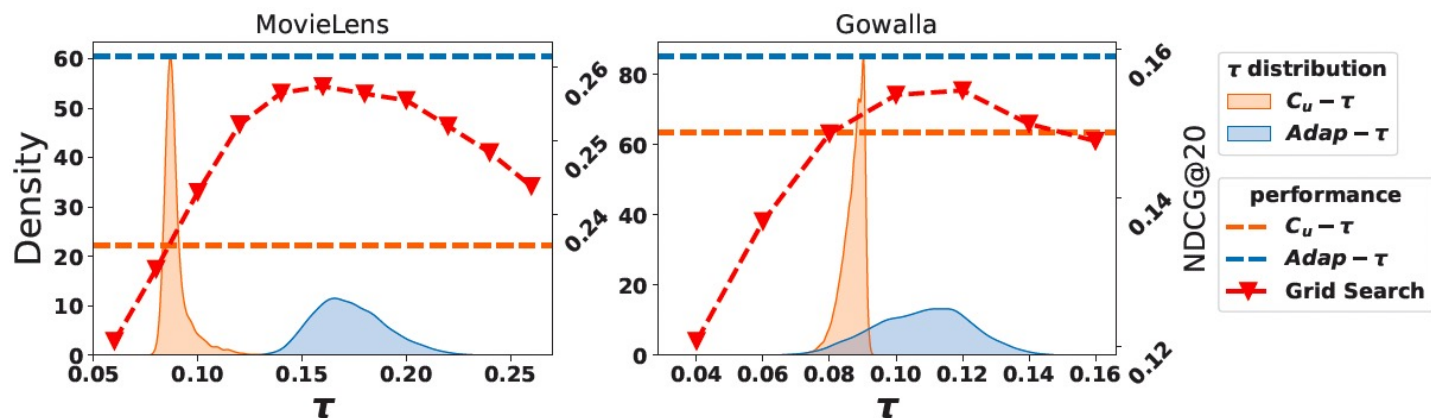 MovieLens
Density
60
50
40
30
20
10
0
0.05 0.10 0.15 0.20 0.25
τ
0.26
0.25
0.24
Gowalla
80
60
40
20
0
0.04 0.06 0.08 0.10 0.12 0.14 0.16
τ
0.16
0.14
0.12
NDCG@20
τ distribution
Cᵤ − τ
Adap − τ
performance
Cᵤ − τ
Adap − τ
Grid Search